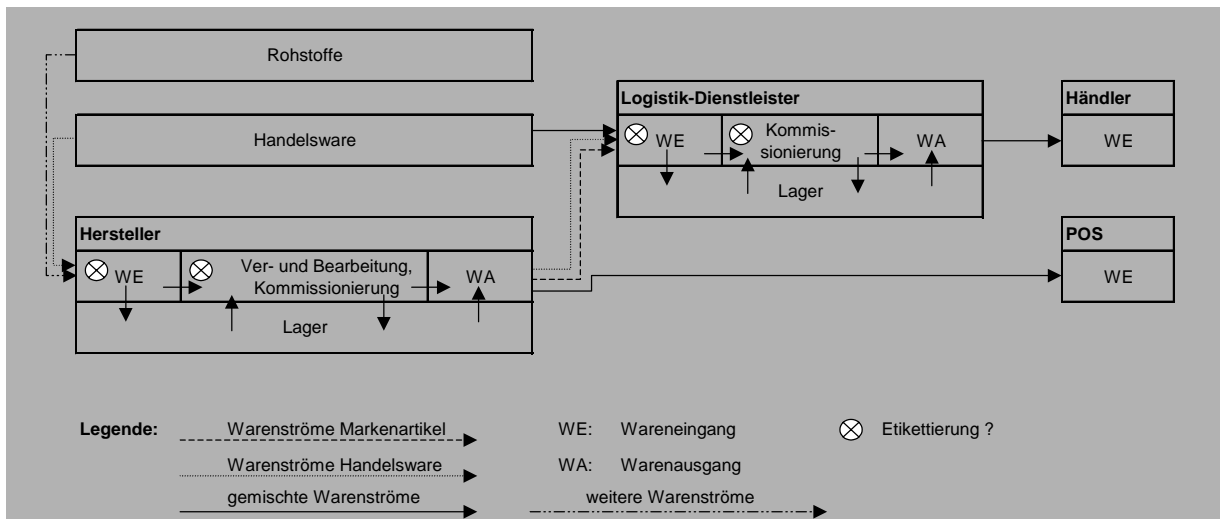 Rohstoffe
Handelsware
Logistik-Dienstleister
WE
Kommis-
sionierung
WA
Lager
Händler
WE
Hersteller
WE
Ver- und Bearbeitung,
Kommissionierung
WA
Lager
POS
WE
Legende:
Warenströme Markenartikel
WE: Wareneingang
Etikettierung ?
Warenströme Handelsware
WA: Warenausgang
gemischte Warenströme
weitere Warenströme